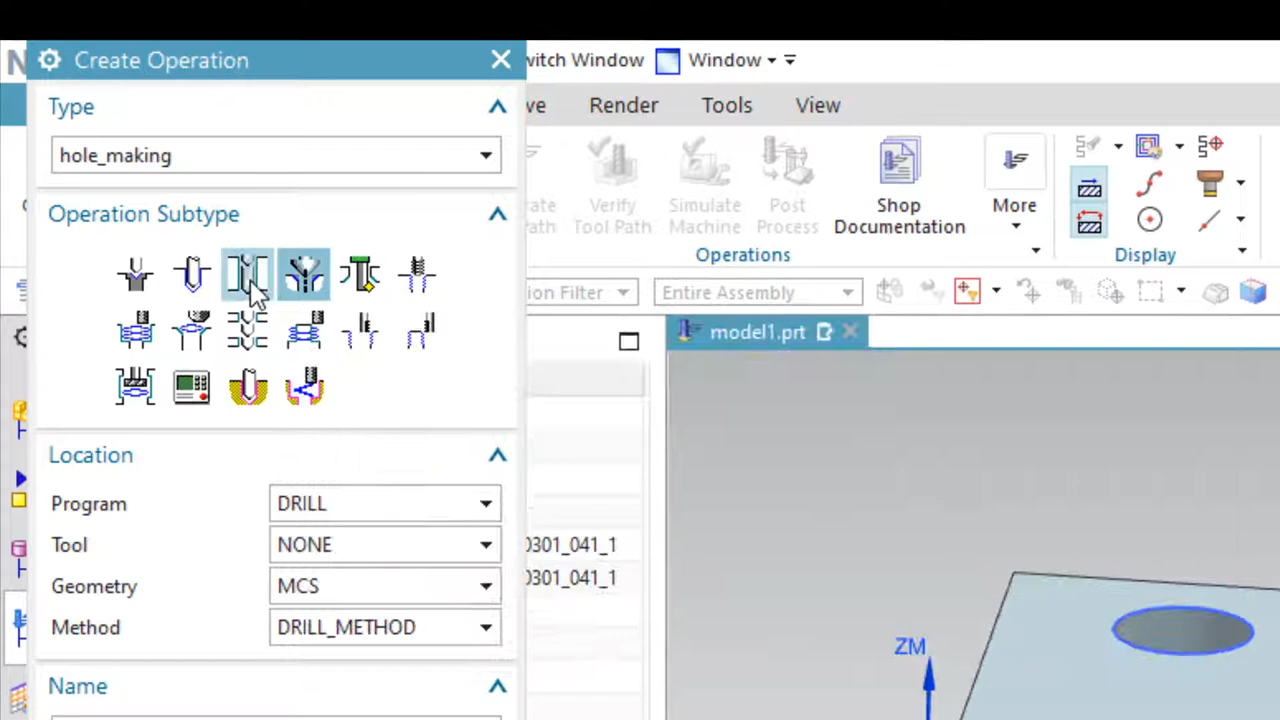 N Create Operation
witch Window Window
Type
ve Render Tools View
hole_making
Operation Subtype
rate Verify Simulate Post Shop More
Path Tool Path Machine Process Documentation
Operations Display
ion Filter Entire Assembly
model1.prt
Location
Program DRILL
Tool NONE 0301_041_1
Geometry MCS 0301_041_1
Method DRILL_METHOD
ZM
Name